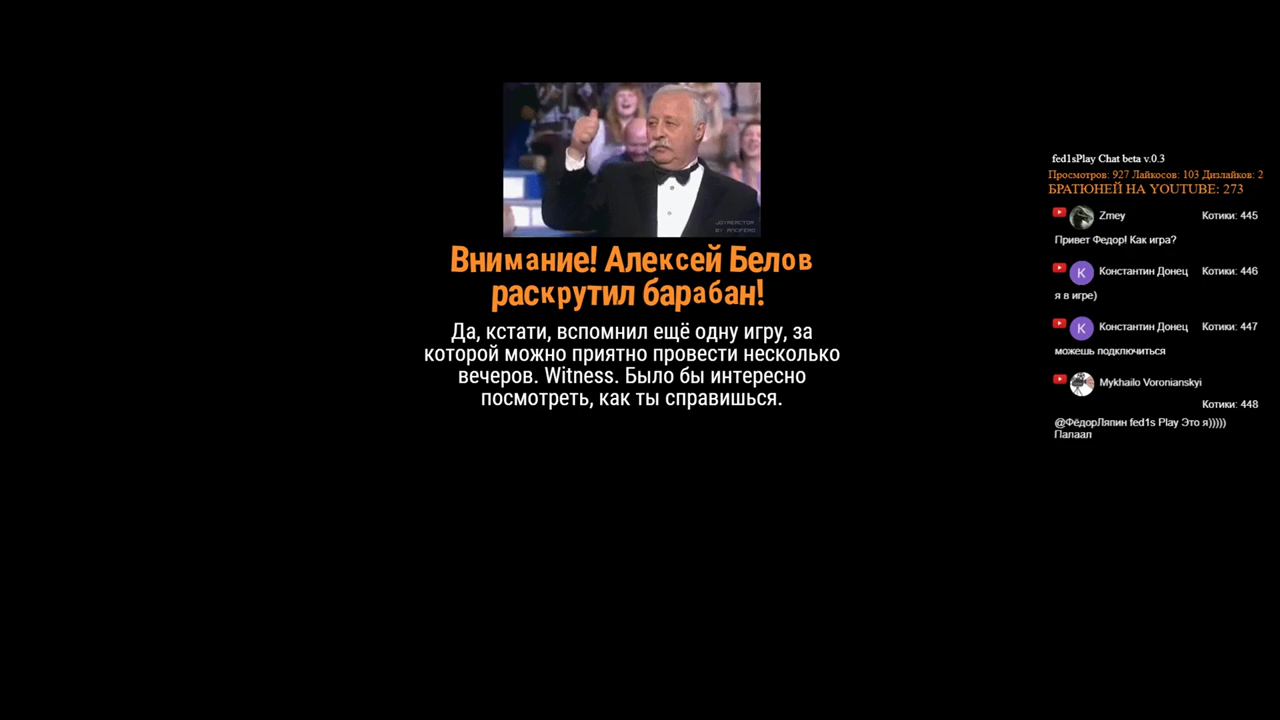 JOYREACTOR
Внимание! Алексей Белов
раскрутил барабан!
Да, кстати, вспомнил ещё одну игру, за
которой можно приятно провести несколько
вечеров. Witness. Было бы интересно
посмотреть, как ты справишься.
fed1sPlay Chat beta v.0.3
Просмотров: 927 Лайкосов: 103 Дизлайков: 2
БРАТЮНЕЙ НА YOUTUBE: 273
Zmey Котики: 445
Привет Федор! Как игра?
К Константин Донец Котики: 446
я в игре)
К Константин Донец Котики: 447
можешь подключиться
Mykhailo Voronianskyi
Котики: 448
@ФёдорЛяпин fed1s Play Это я)))))
Палаал